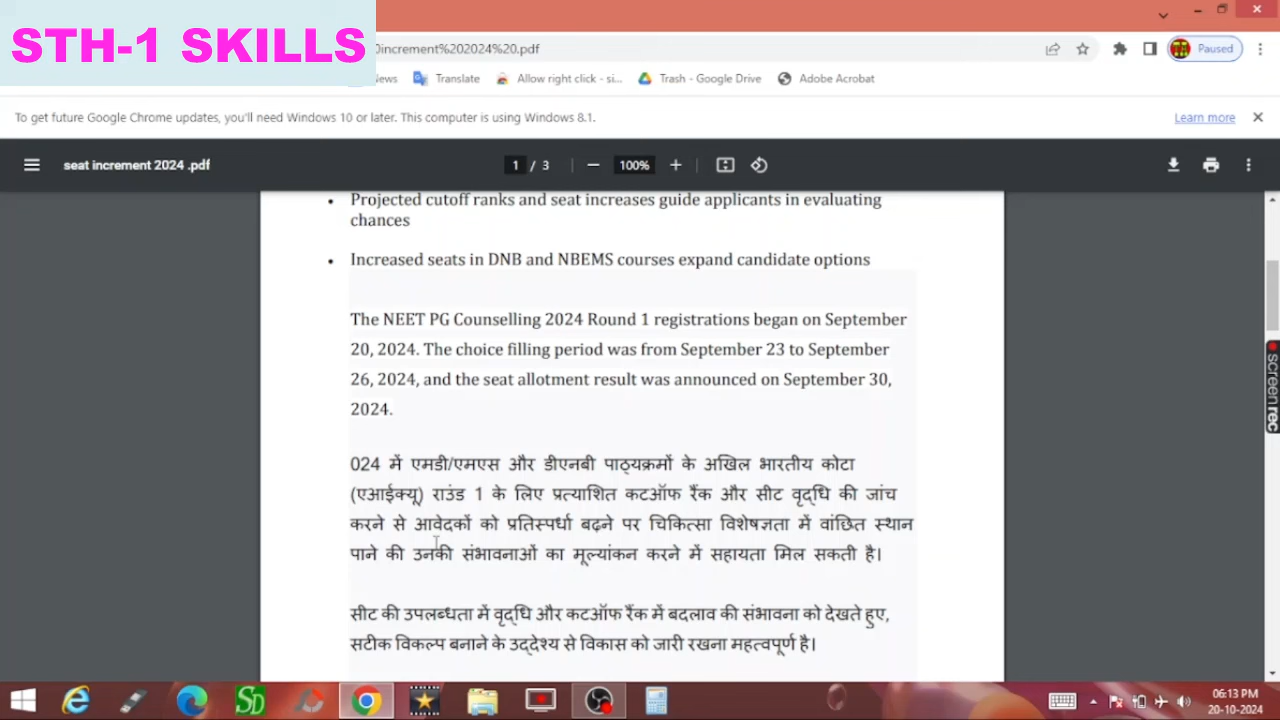 STH-1 SKILLS
0increment%202024%20.pdf
Paused
News
Translate
Allow right click - si...
Trash - Google Drive
Adobe Acrobat
To get future Google Chrome updates, you'll need Windows 10 or later. This computer is using Windows 8.1.
Learn more
seat increment 2024 .pdf
1 / 3
100%
• Projected cutoff ranks and seat increases guide applicants in evaluating
chances
• Increased seats in DNB and NBEMS courses expand candidate options
The NEET PG Counselling 2024 Round 1 registrations began on September
20, 2024. The choice filling period was from September 23 to September
26, 2024, and the seat allotment result was announced on September 30,
2024.
024 में एमडी/एमएस और डीएनबी पाठ्यक्रमों के अखिल भारतीय कोटा
(एआईक्यू) राउंड 1 के लिए प्रत्याशित कटऑफ रैंक और सीट वृद्धि की जांच
करने से आवेदकों को प्रतिस्पर्धा बढ़ने पर चिकित्सा विशेषज्ञता में वांछित स्थान
पाने की उनकी संभावनाओं का मूल्यांकन करने में सहायता मिल सकती है।
सीट की उपलब्धता में वृद्धि और कटऑफ रैंक में बदलाव की संभावना को देखते हुए,
सटीक विकल्प बनाने के उद्देश्य से विकास को जारी रखना महत्वपूर्ण है।
screenrec
SD
06:13 PM
20-10-2024